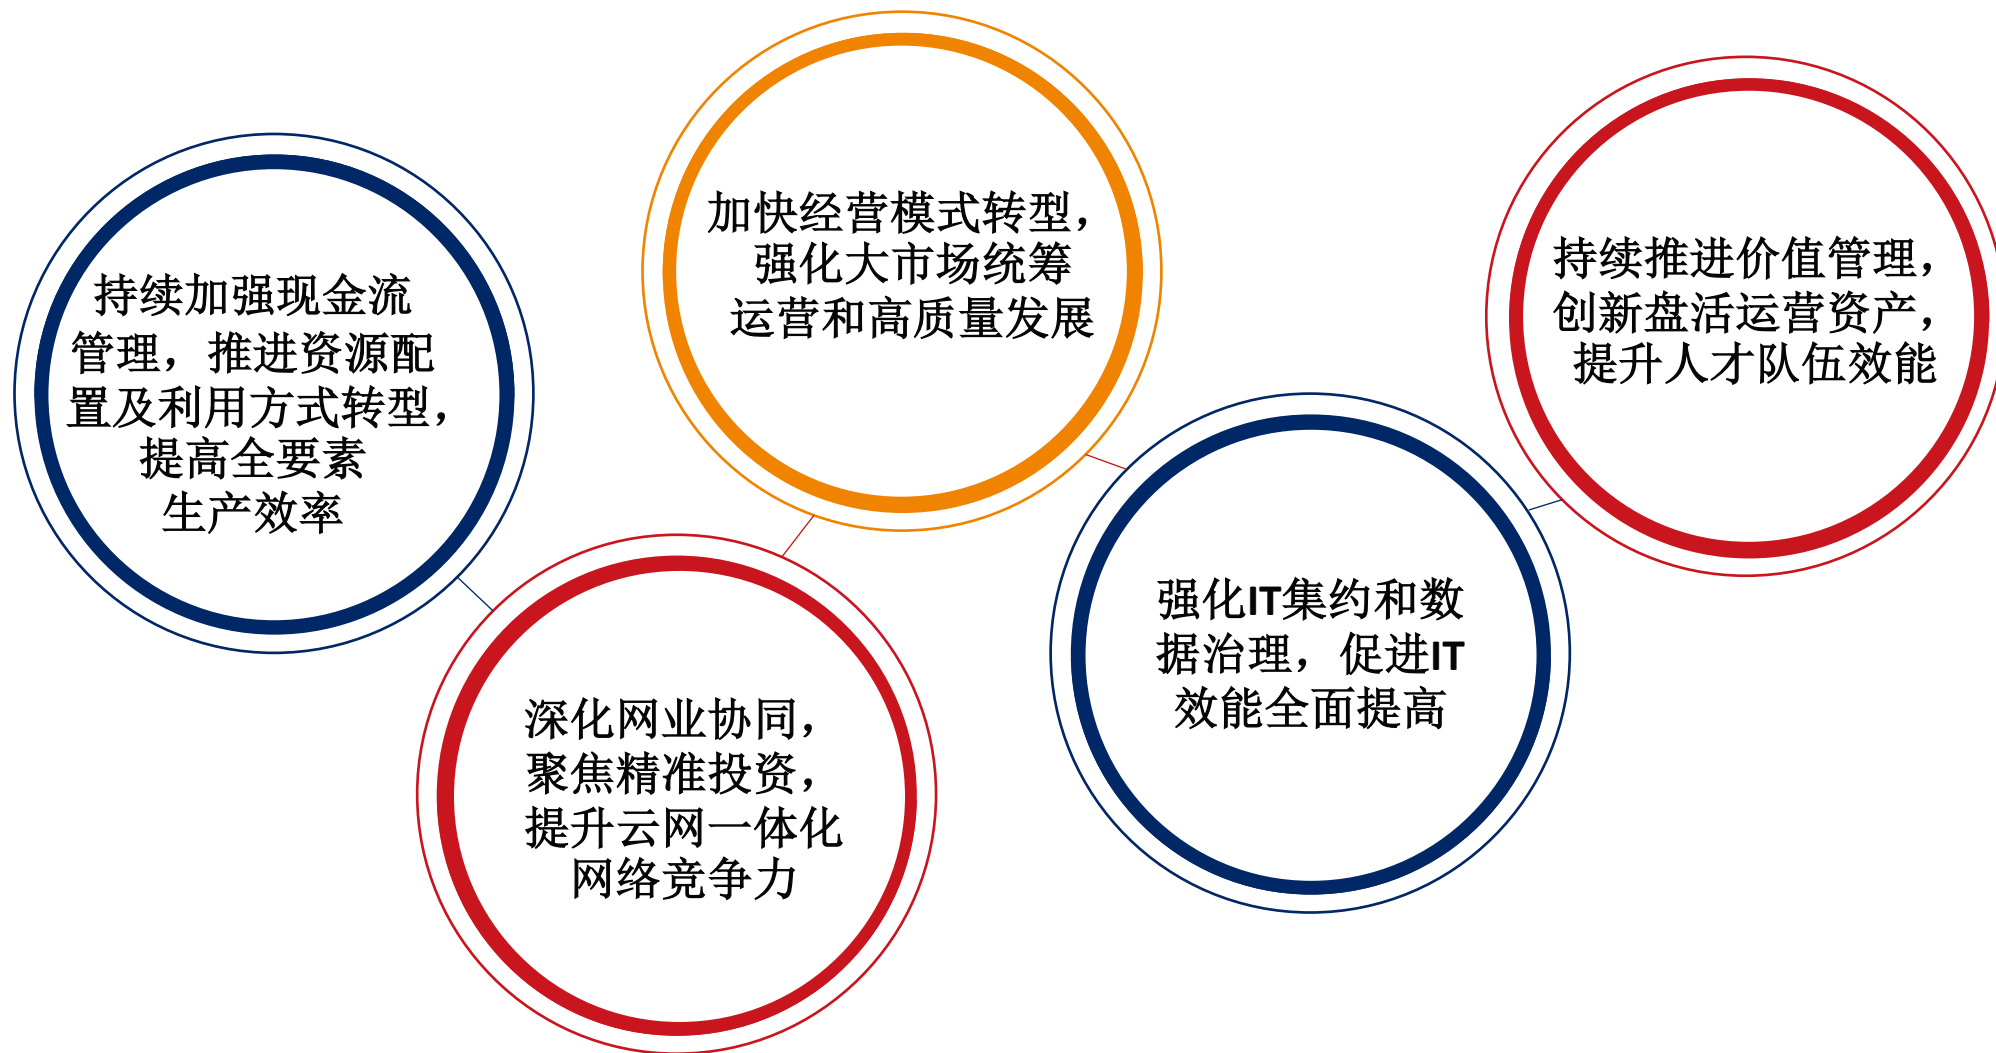 持续加强现金流
管理，推进资源配
置及利用方式转型，
提高全要素
生产效率
深化网业协同，
聚焦精准投资，
提升云网一体化
网络竞争力
加快经营模式转型，
强化大市场统筹
运营和高质量发展
强化IT集约和数
据治理，促进IT
效能全面提高
持续推进价值管理，
创新盘活运营资产，
提升人才队伍效能